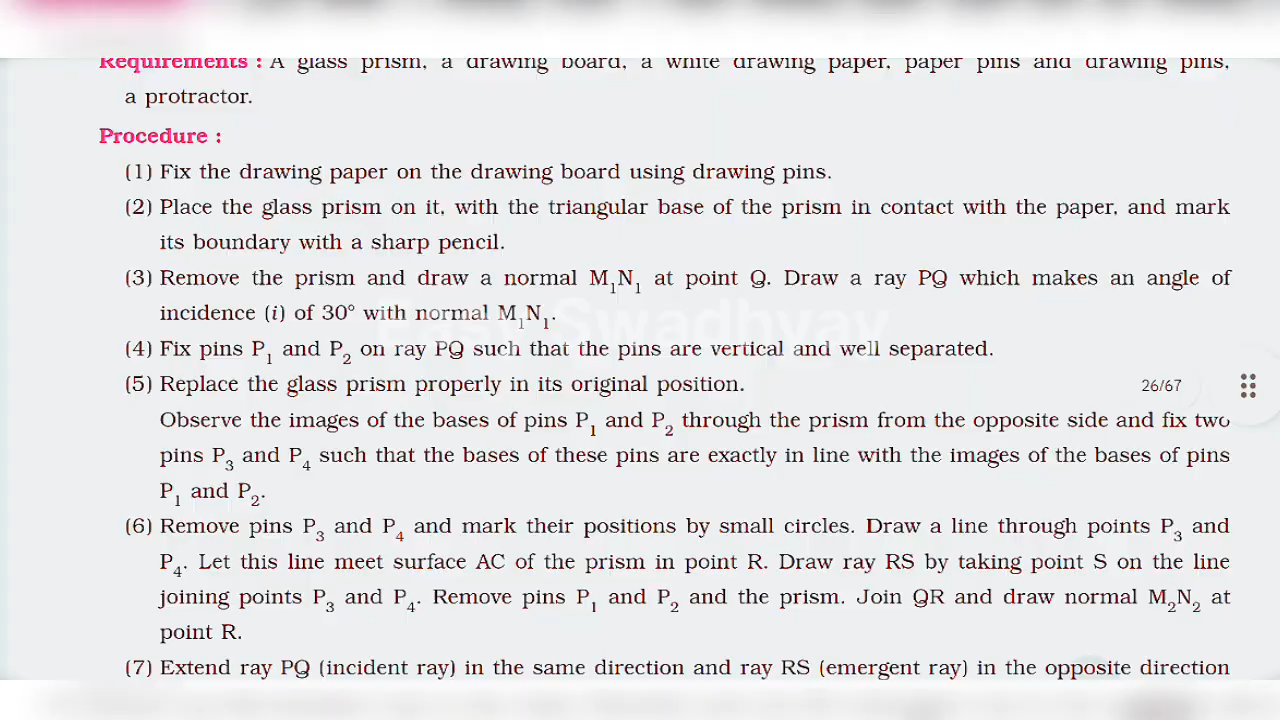 Requirements : A glass prism, a drawing board, a white drawing paper, paper pins and drawing pins,
a protractor.
Procedure :
(1) Fix the drawing paper on the drawing board using drawing pins.
(2) Place the glass prism on it, with the triangular base of the prism in contact with the paper, and mark
its boundary with a sharp pencil.
(3) Remove the prism and draw a normal M₁N₁ at point Q. Draw a ray PQ which makes an angle of
incidence (i) of 30° with normal M₁N₁.
Easy Swadhyay
(4) Fix pins P₁ and P₂ on ray PQ such that the pins are vertical and well separated.
(5) Replace the glass prism properly in its original position.
26/67
Observe the images of the bases of pins P₁ and P₂ through the prism from the opposite side and fix two
pins P₃ and P₄ such that the bases of these pins are exactly in line with the images of the bases of pins
P₁ and P₂.
(6) Remove pins P₃ and P₄ and mark their positions by small circles. Draw a line through points P₃ and
P₄. Let this line meet surface AC of the prism in point R. Draw ray RS by taking point S on the line
joining points P₃ and P₄. Remove pins P₁ and P₂ and the prism. Join QR and draw normal M₂N₂ at
point R.
(7) Extend ray PQ (incident ray) in the same direction and ray RS (emergent ray) in the opposite direction